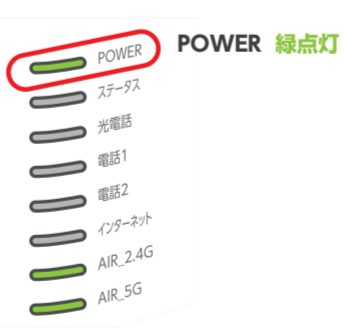 POWER 緑点灯
POWER
ステータス
光電話
電話1
電話2
インターネット
AIR_2.4G
AIR_5G